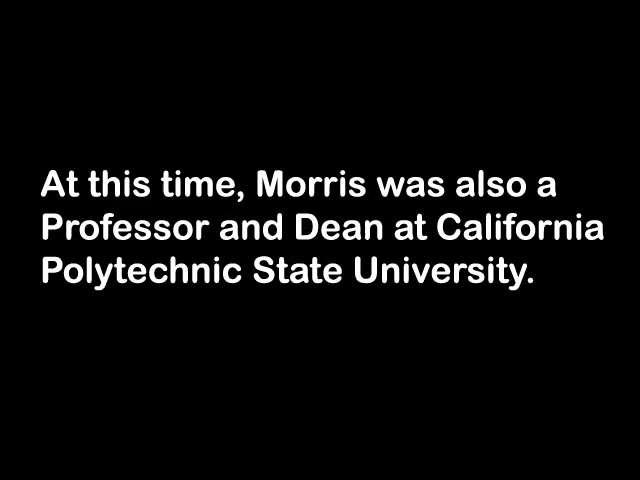 At this time, Morris was also a
Professor and Dean at California
Polytechnic State University.